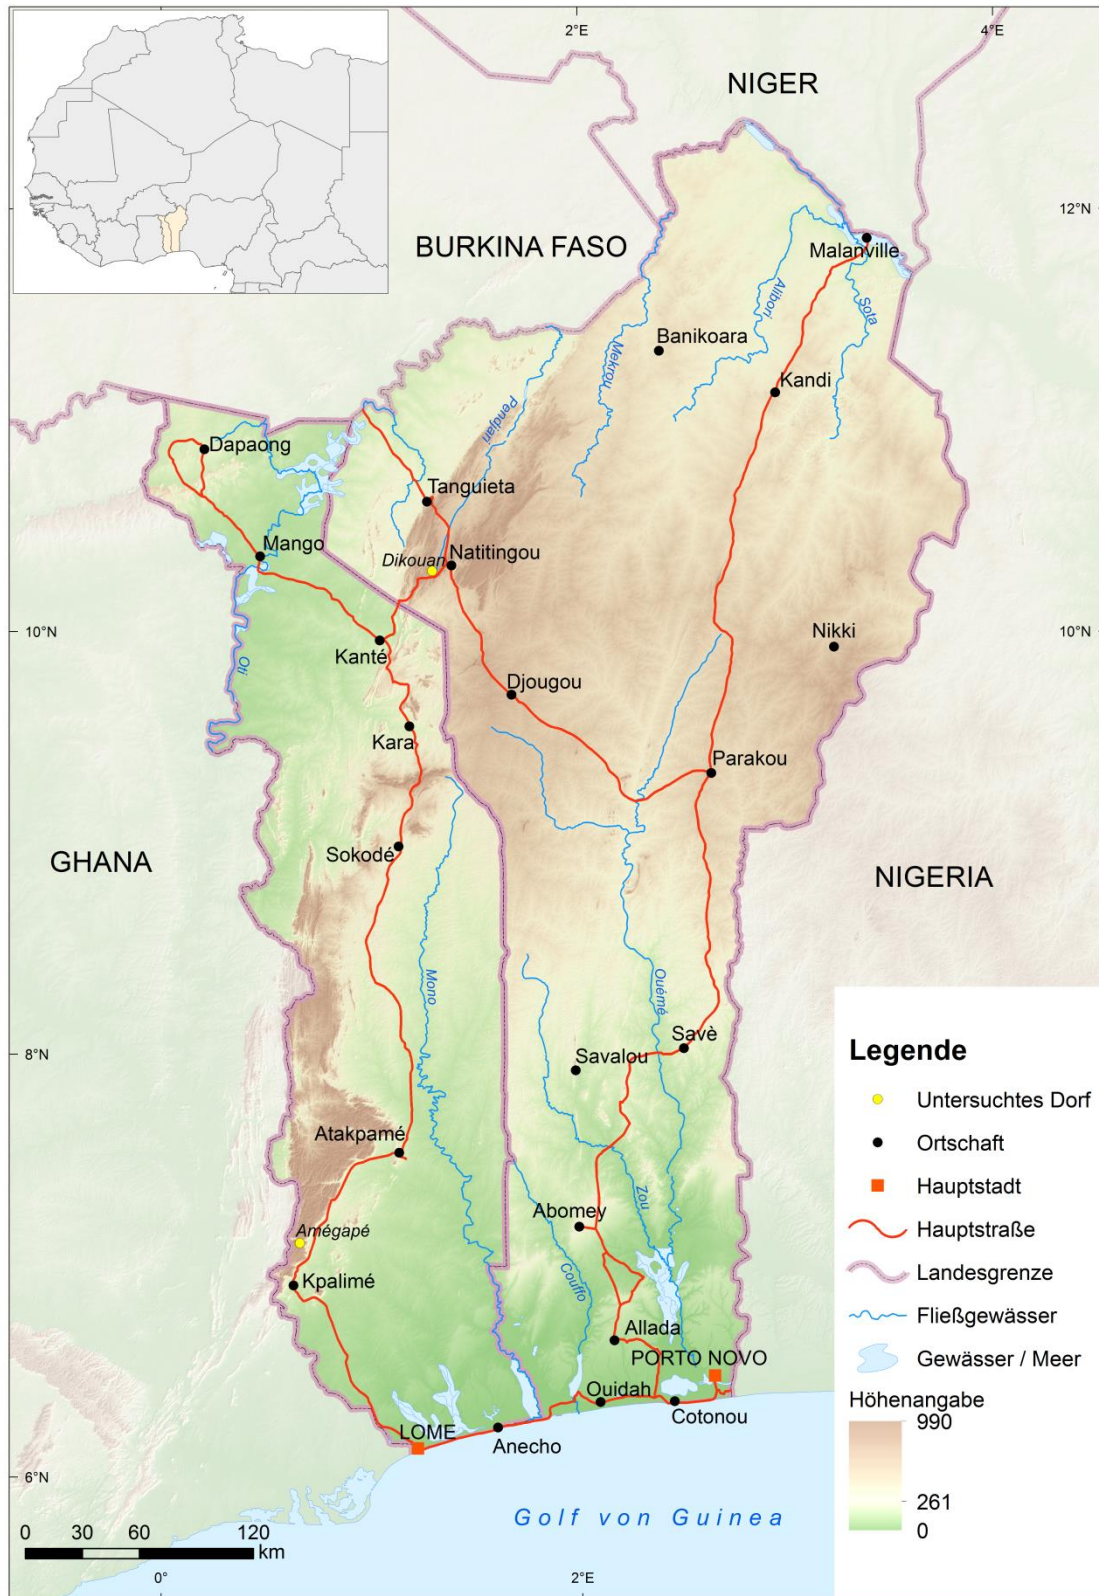 2°E
4°E
NIGER
12°N
BURKINA FASO
Malanville
Alibori
Sota
Banikoara
Mekrou
Kandi
Pendjari
Dapaong
Tanguieta
Mango
Dikouan
Natitingou
10°N
10°N
Nikki
Kanté
Oti
Djougou
Kara
Parakou
GHANA
Sokodé
NIGERIA
Mono
Ouémé
8°N
Savè
Savalou
Atakpamé
Zou
Abomey
Amégapé
Couffo
Kpalimé
Allada
PORTO NOVO
Ouidah
Cotonou
LOME
Anecho
6°N
Golf von Guinea
0 30 60 120
km
0°
2°E
Legende
Untersuchtes Dorf
Ortschaft
Hauptstadt
Hauptstraße
Landesgrenze
Fließgewässer
Gewässer / Meer
Höhenangabe
990
261
0